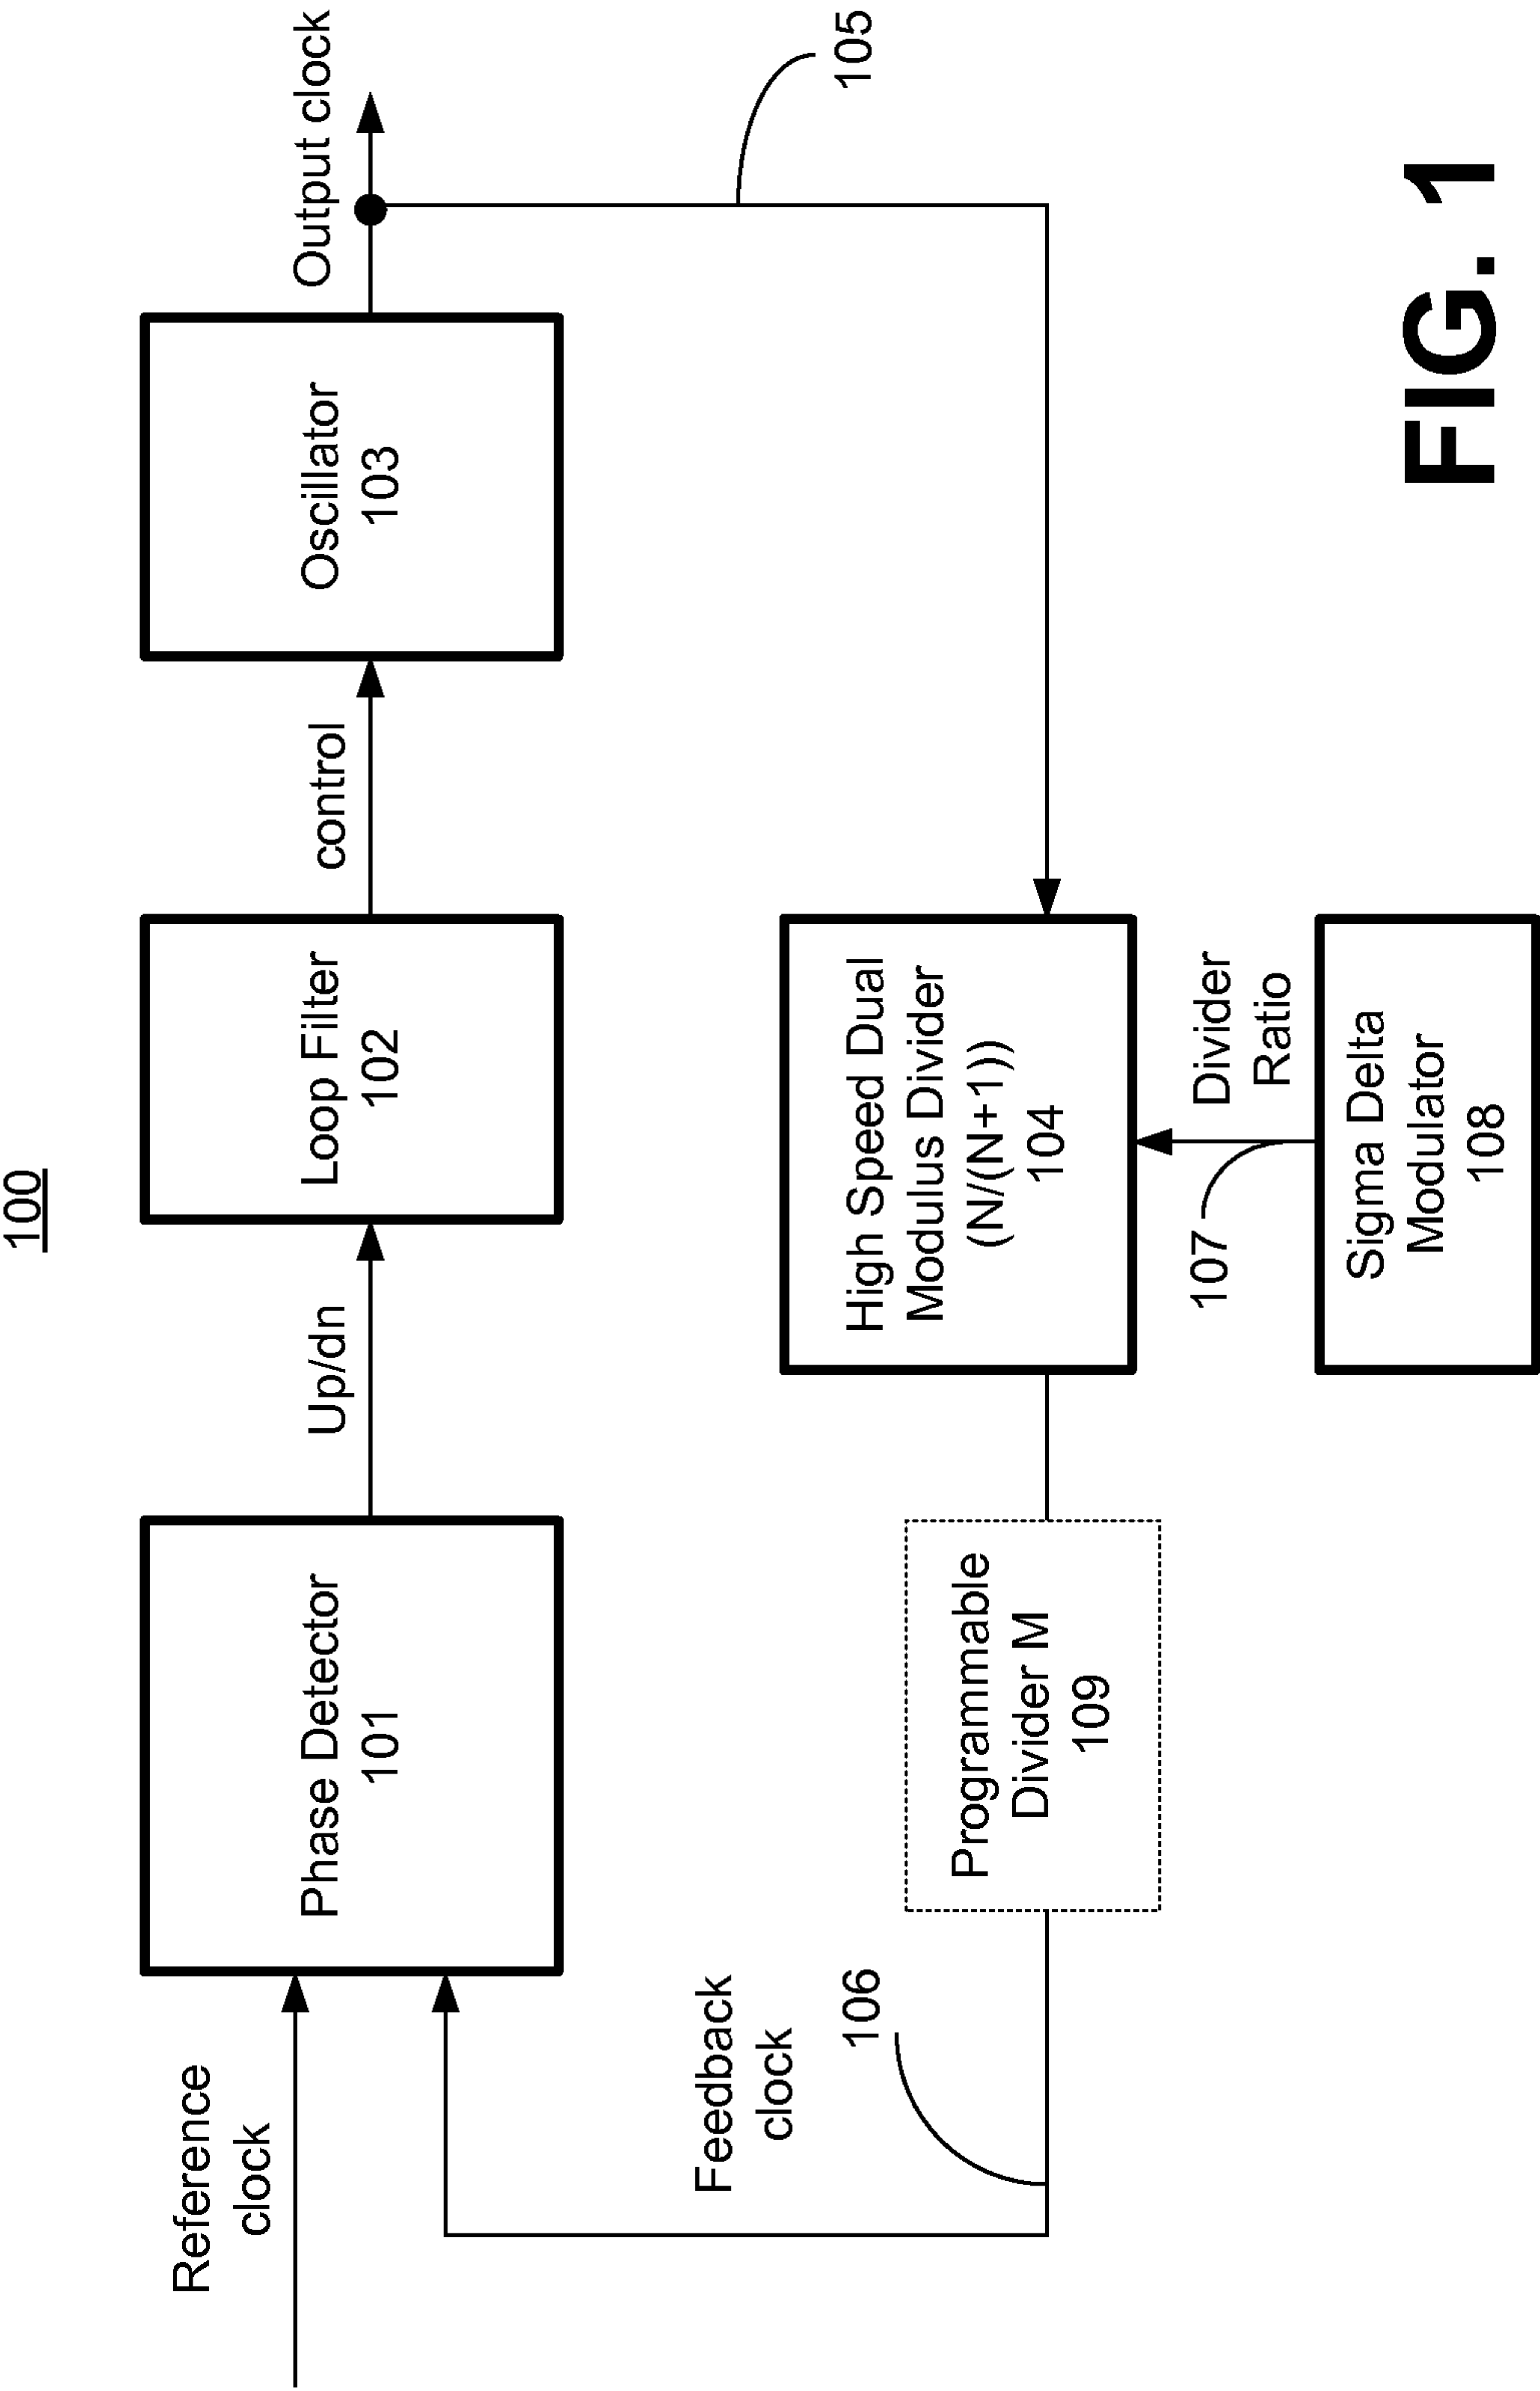 100
Reference
clock
Phase Detector
101
Up/dn
Loop Filter
102
control
Oscillator
103
Output clock
105
Feedback
clock
106
Programmable
Divider M
109
High Speed Dual
Modulus Divider
(N/(N+1))
104
107
Divider
Ratio
Sigma Delta
Modulator
108
FIG. 1